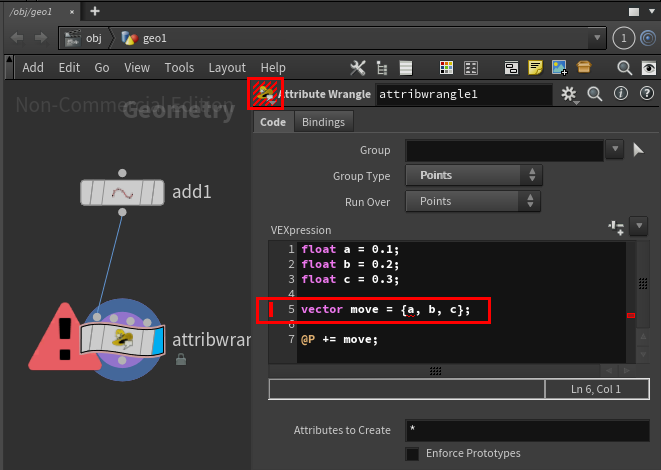 /obj/geo1
obj geo1
1
Add Edit Go View Tools Layout Help
Non-Commercial Edition
Geometry
add1
attribwran
Attribute Wrangle attribwrangle1
Code Bindings
Group
Group Type Points
Run Over Points
VEXpression
1 float a = 0.1;
2 float b = 0.2;
3 float c = 0.3;
4
5 vector move = {a, b, c};
6
7 @P += move;
Ln 6, Col 1
Attributes to Create *
Enforce Prototypes